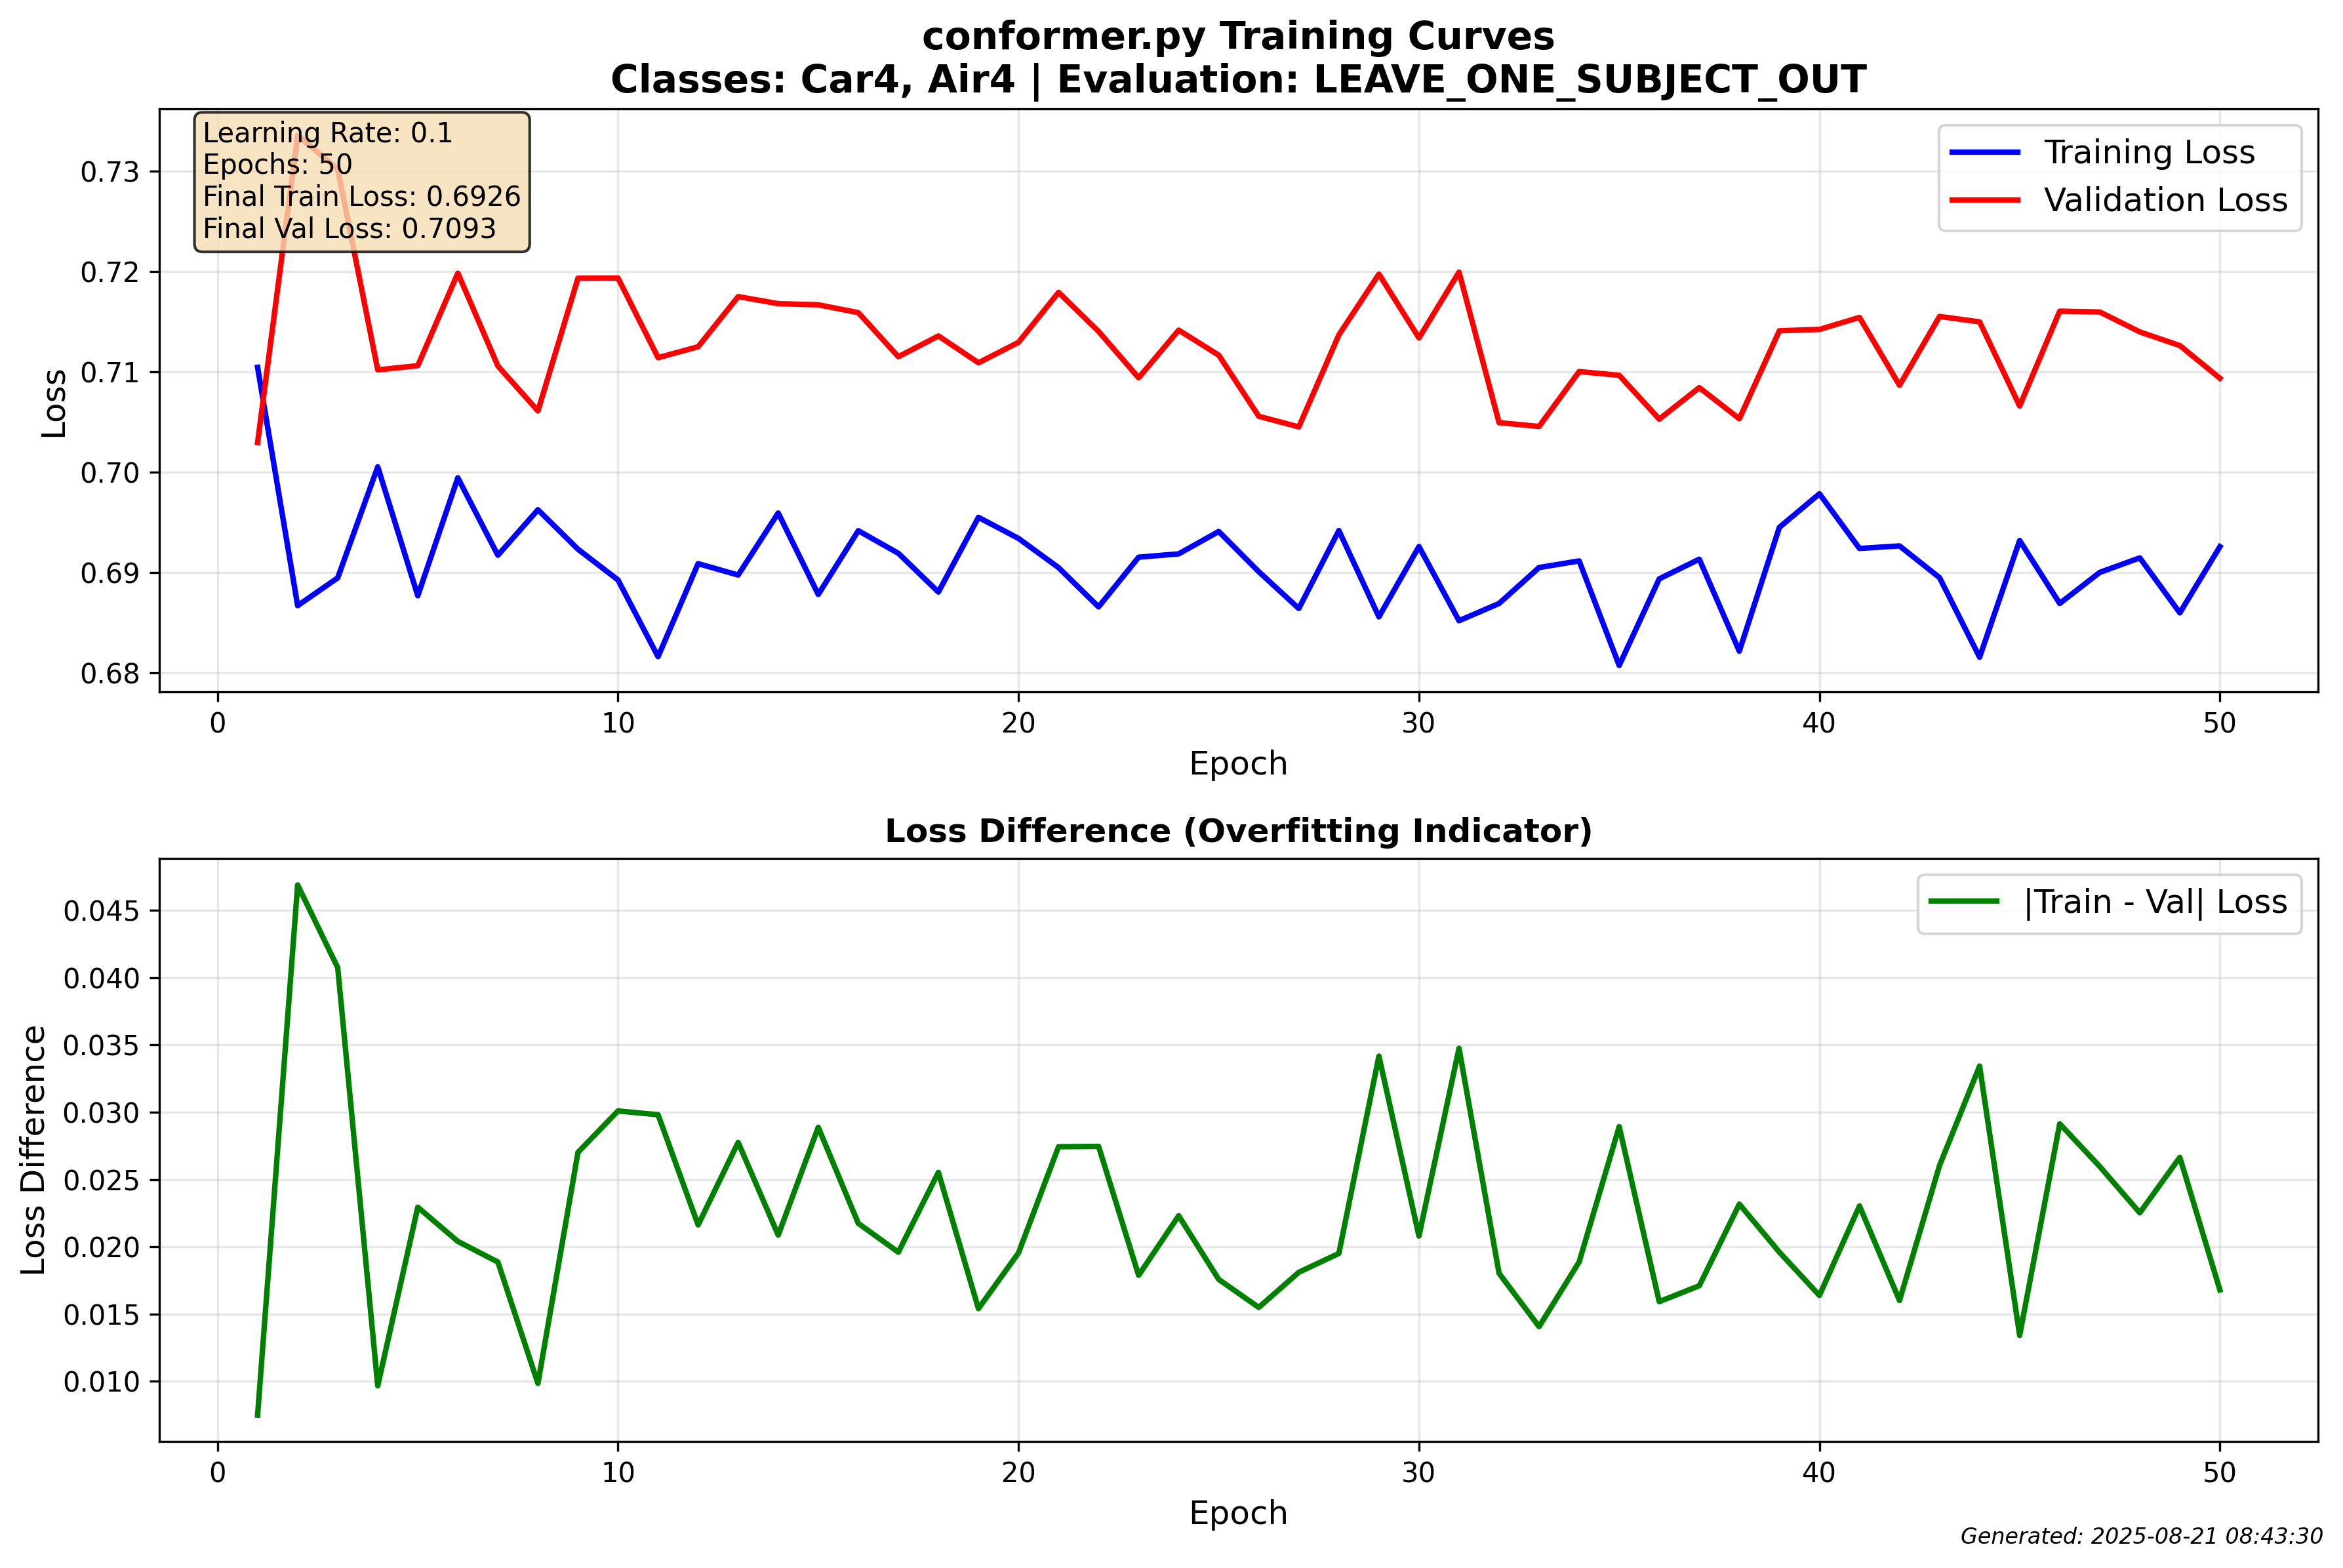 conformer.py Training Curves
Classes: Car4, Air4 | Evaluation: LEAVE_ONE_SUBJECT_OUT
Learning Rate: 0.1
Epochs: 50
Final Train Loss: 0.6926
Final Val Loss: 0.7093
Training Loss
Validation Loss
Loss
0.73
0.72
0.71
0.70
0.69
0.68
0 10 20 30 40 50
Epoch
Loss Difference (Overfitting Indicator)
|Train - Val| Loss
Loss Difference
0.045
0.040
0.035
0.030
0.025
0.020
0.015
0.010
0 10 20 30 40 50
Epoch
Generated: 2025-08-21 08:43:30